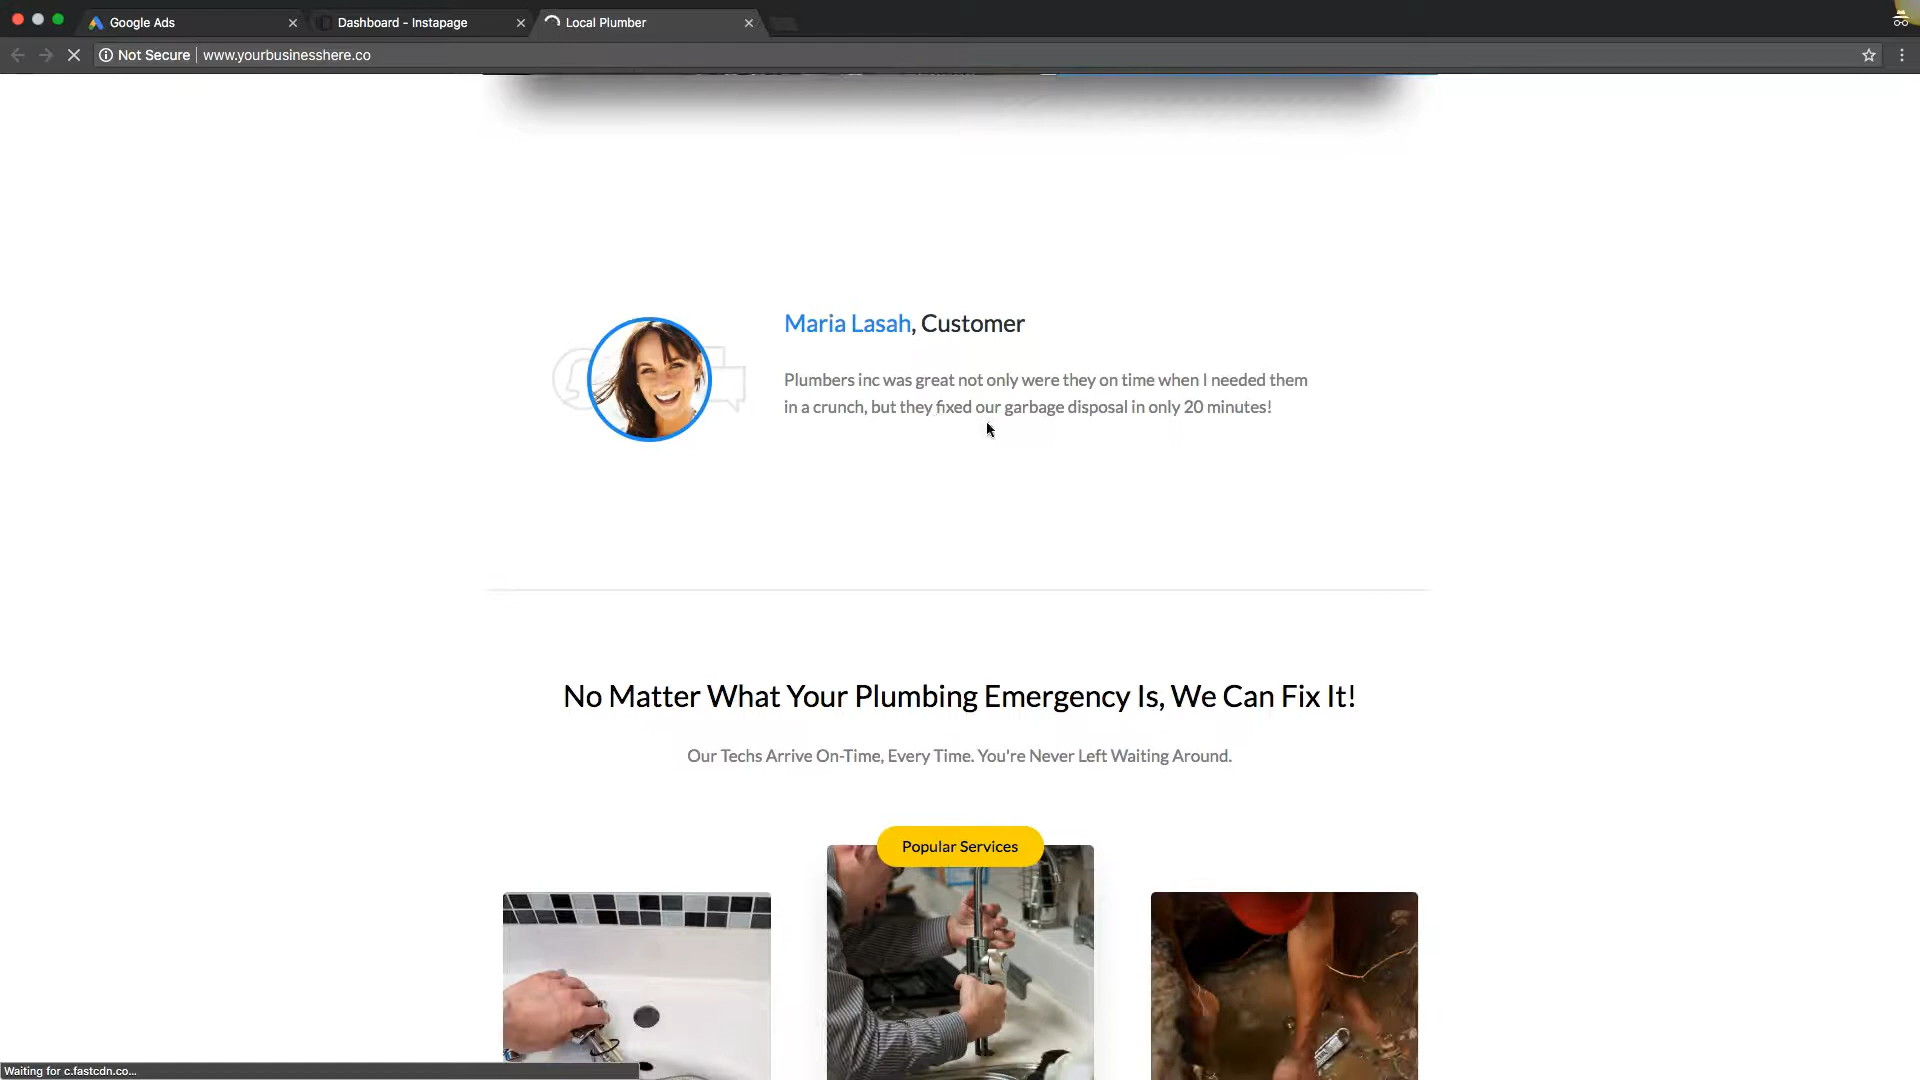 Google Ads
Dashboard - Instapage
Local Plumber
Not Secure
www.yourbusinesshere.co
Maria Lasah, Customer
Plumbers inc was great not only were they on time when I needed them
in a crunch, but they fixed our garbage disposal in only 20 minutes!
No Matter What Your Plumbing Emergency Is, We Can Fix It!
Our Techs Arrive On-Time, Every Time. You're Never Left Waiting Around.
Popular Services
Waiting for c.fastcdn.co...